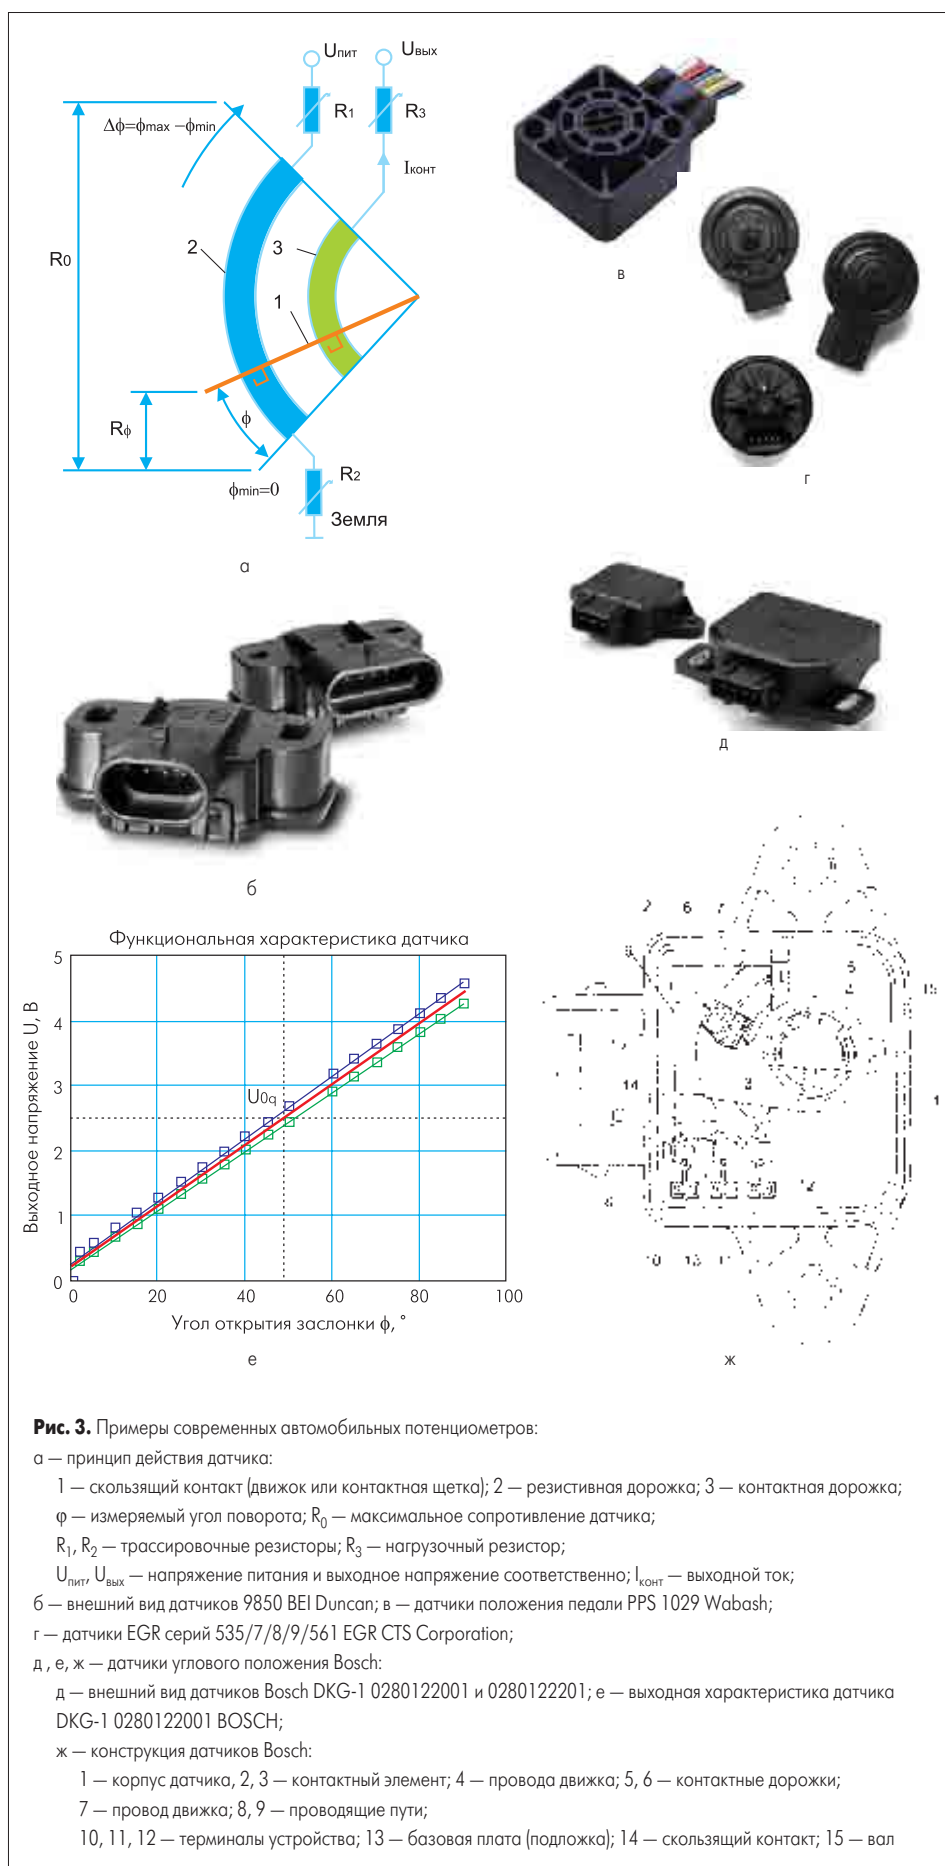 Uпит
Uвых
R1
R3
Δϕ=ϕmax –ϕmin
Iконт
2
3
R0
1
Rϕ
ϕ
R2
ϕmin=0
Земля
а
в
г
д
б
Функциональная характеристика датчика
Выходное напряжение U, В
5
4
3
2
1
0
U0q
0 20 40 60 80 100
Угол открытия заслонки ϕ, °
е
6
15
14
1
ж
Рис. 3. Примеры современных автомобильных потенциометров:
а — принцип действия датчика:
1 — скользящий контакт (движок или контактная щетка); 2 — резистивная дорожка; 3 — контактная дорожка;
φ — измеряемый угол поворота; R0 — максимальное сопротивление датчика;
R1, R2 — трассировочные резисторы; R3 — нагрузочный резистор;
Uпит, Uвых — напряжение питания и выходное напряжение соответственно; Iконт — выходной ток;
б — внешний вид датчиков 9850 BEI Duncan; в — датчики положения педали PPS 1029 Wabash;
г — датчики EGR серий 535/7/8/9/561 EGR CTS Corporation;
д , е, ж — датчики углового положения Bosch:
д — внешний вид датчиков Bosch DKG-1 0280122001 и 0280122201; е — выходная характеристика датчика
DKG-1 0280122001 BOSCH;
ж — конструкция датчиков Bosch:
1 — корпус датчика, 2, 3 — контактный элемент; 4 — провода движка; 5, 6 — контактные дорожки;
7 — провод движка; 8, 9 — проводящие пути;
10, 11, 12 — терминалы устройства; 13 — базовая плата (подложка); 14 — скользящий контакт; 15 — вал